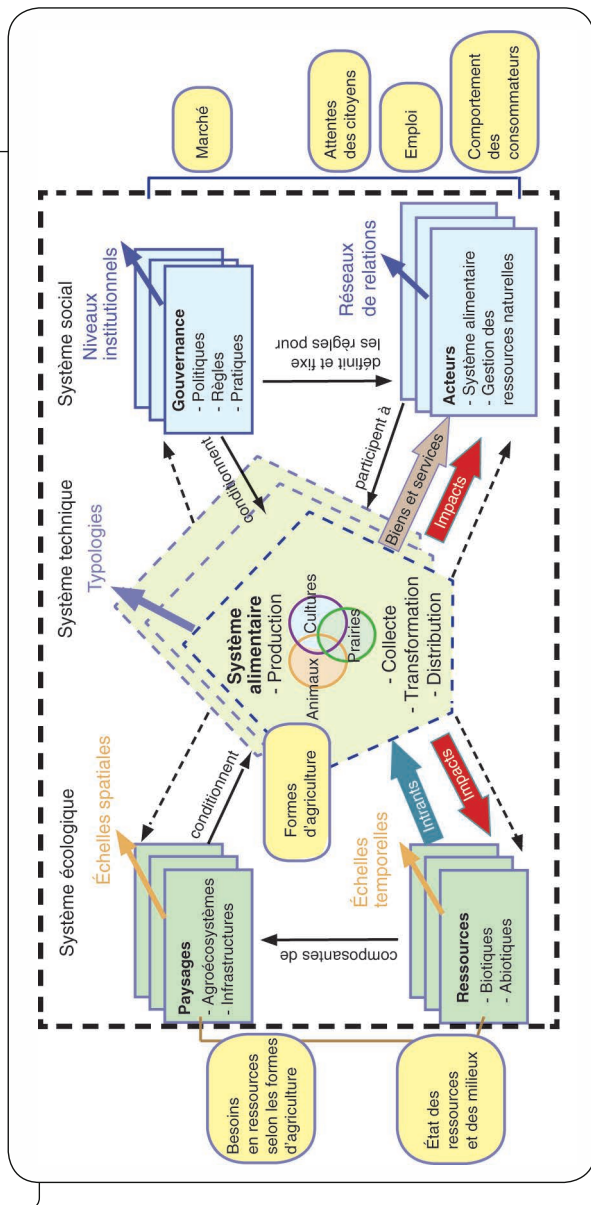 Système écologique
Système technique
Système social
Échelles spatiales
Typologies
Niveaux
institutionnels
Paysages
- Agroécosystèmes
- Infrastructures
conditionnent
Gouvernance
- Politiques
- Règles
- Pratiques
conditionnent
Marché
Besoins
en ressources
selon les formes
d'agriculture
Formes
d'agriculture
Système
alimentaire
- Production
Animaux
Cultures
Prairies
- Collecte
- Transformation
- Distribution
composantes de
définit et fixe
les règles pour
participent à
Attentes
des citoyens
Emploi
Comportement
des
consommateurs
Échelles
temporelles
Intrants
Impacts
Biens et services
Impacts
Réseaux
de relations
État des
ressources
et des milieux
Ressources
- Biotiques
- Abiotiques
Acteurs
- Système alimentaire
- Gestion des
ressources naturelles